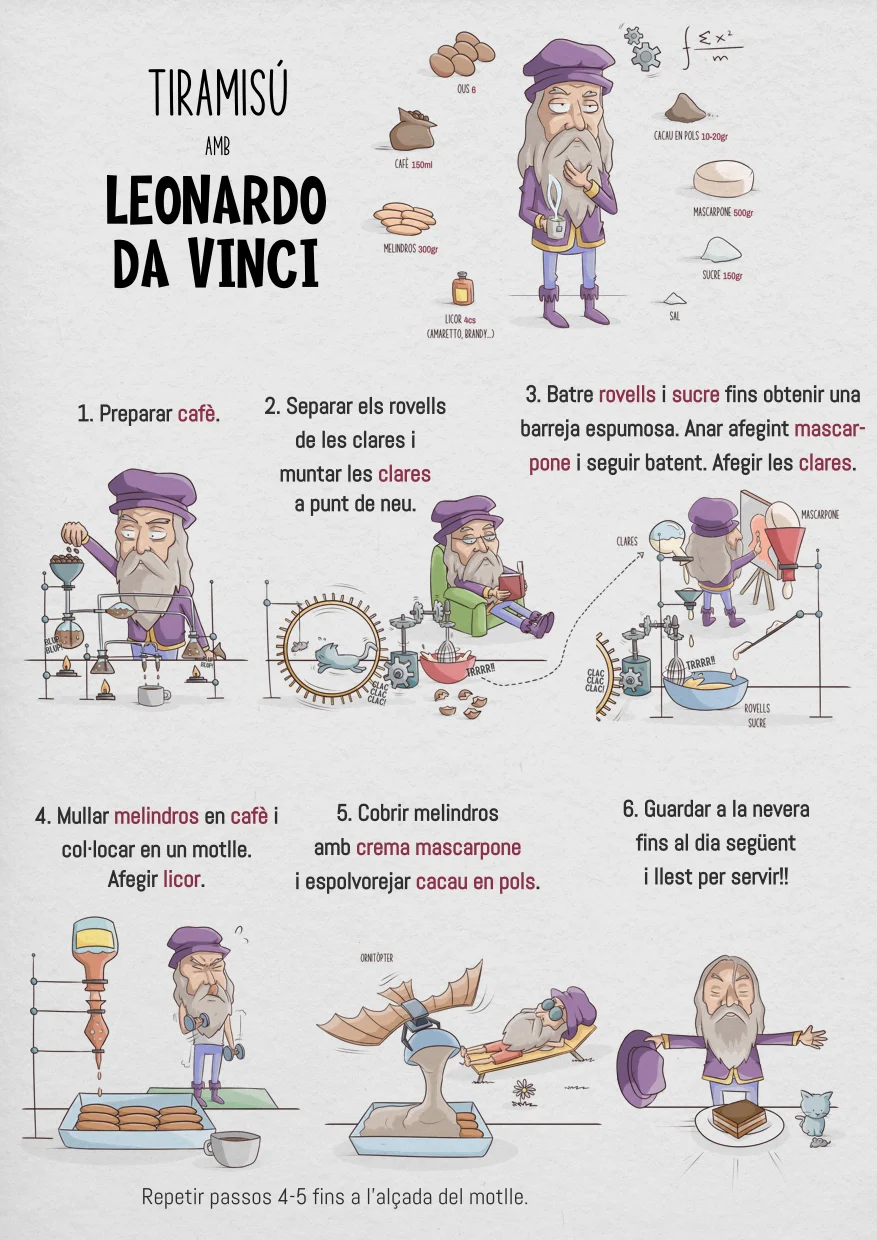 TIRAMISÚ
AMB
LEONARDO
DA VINCI
OUS 6
CAFÈ 150ml
MELINDROS 300gr
LICOR 4cs
(AMARETTO, BRANDY...)
∑ x²
∫
m
CACAU EN POLS 10-20gr
MASCARPONE 500gr
SUCRE 150gr
SAL
1. Preparar cafè.
BLUP
BLUP!
BLUP!
2. Separar els rovells
de les clares i
muntar les clares
a punt de neu.
CLAC
CLAC
CLAC!
TRRRR!!
3. Batre rovells i sucre fins obtenir una
barreja espumosa. Anar afegint mascar-
pone i seguir batent. Afegir les clares.
CLARES
MASCARPONE
CLAC
CLAC
CLAC!
TRRRR!!
ROVELLS
SUCRE
4. Mullar melindros en cafè i
col·locar en un motlle.
Afegir licor.
5. Cobrir melindros
amb crema mascarpone
i espolvorejar cacau en pols.
ORNITÒPTER
6. Guardar a la nevera
fins al dia següent
i llest per servir!!
Repetir passos 4-5 fins a l'alçada del motlle.